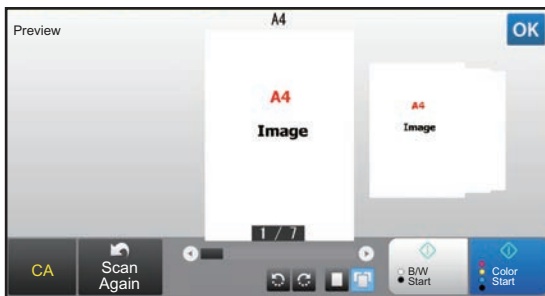 A4
Preview
OK
A4
Image
A4
Image
1 / 7
CA
Scan
Again
B/W
Start
Color
Start